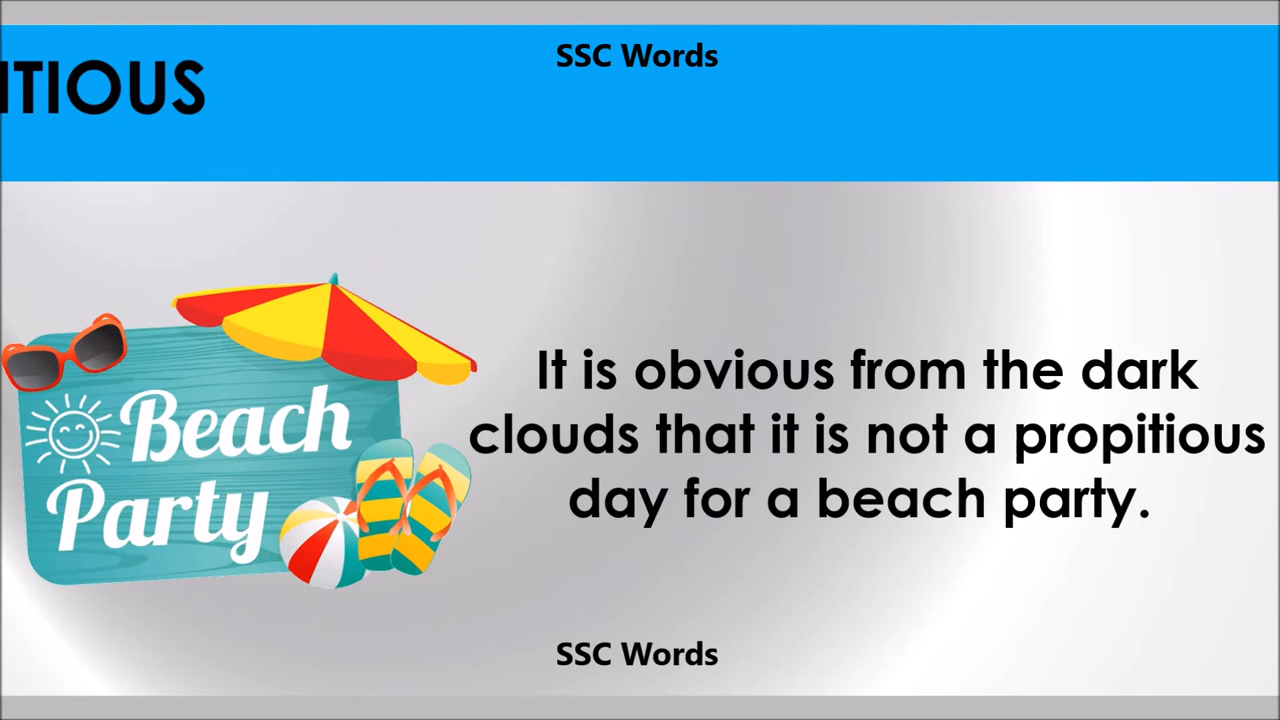 SSC Words
ITIOUS
Beach
Party
It is obvious from the dark
clouds that it is not a propitious
day for a beach party.
SSC Words